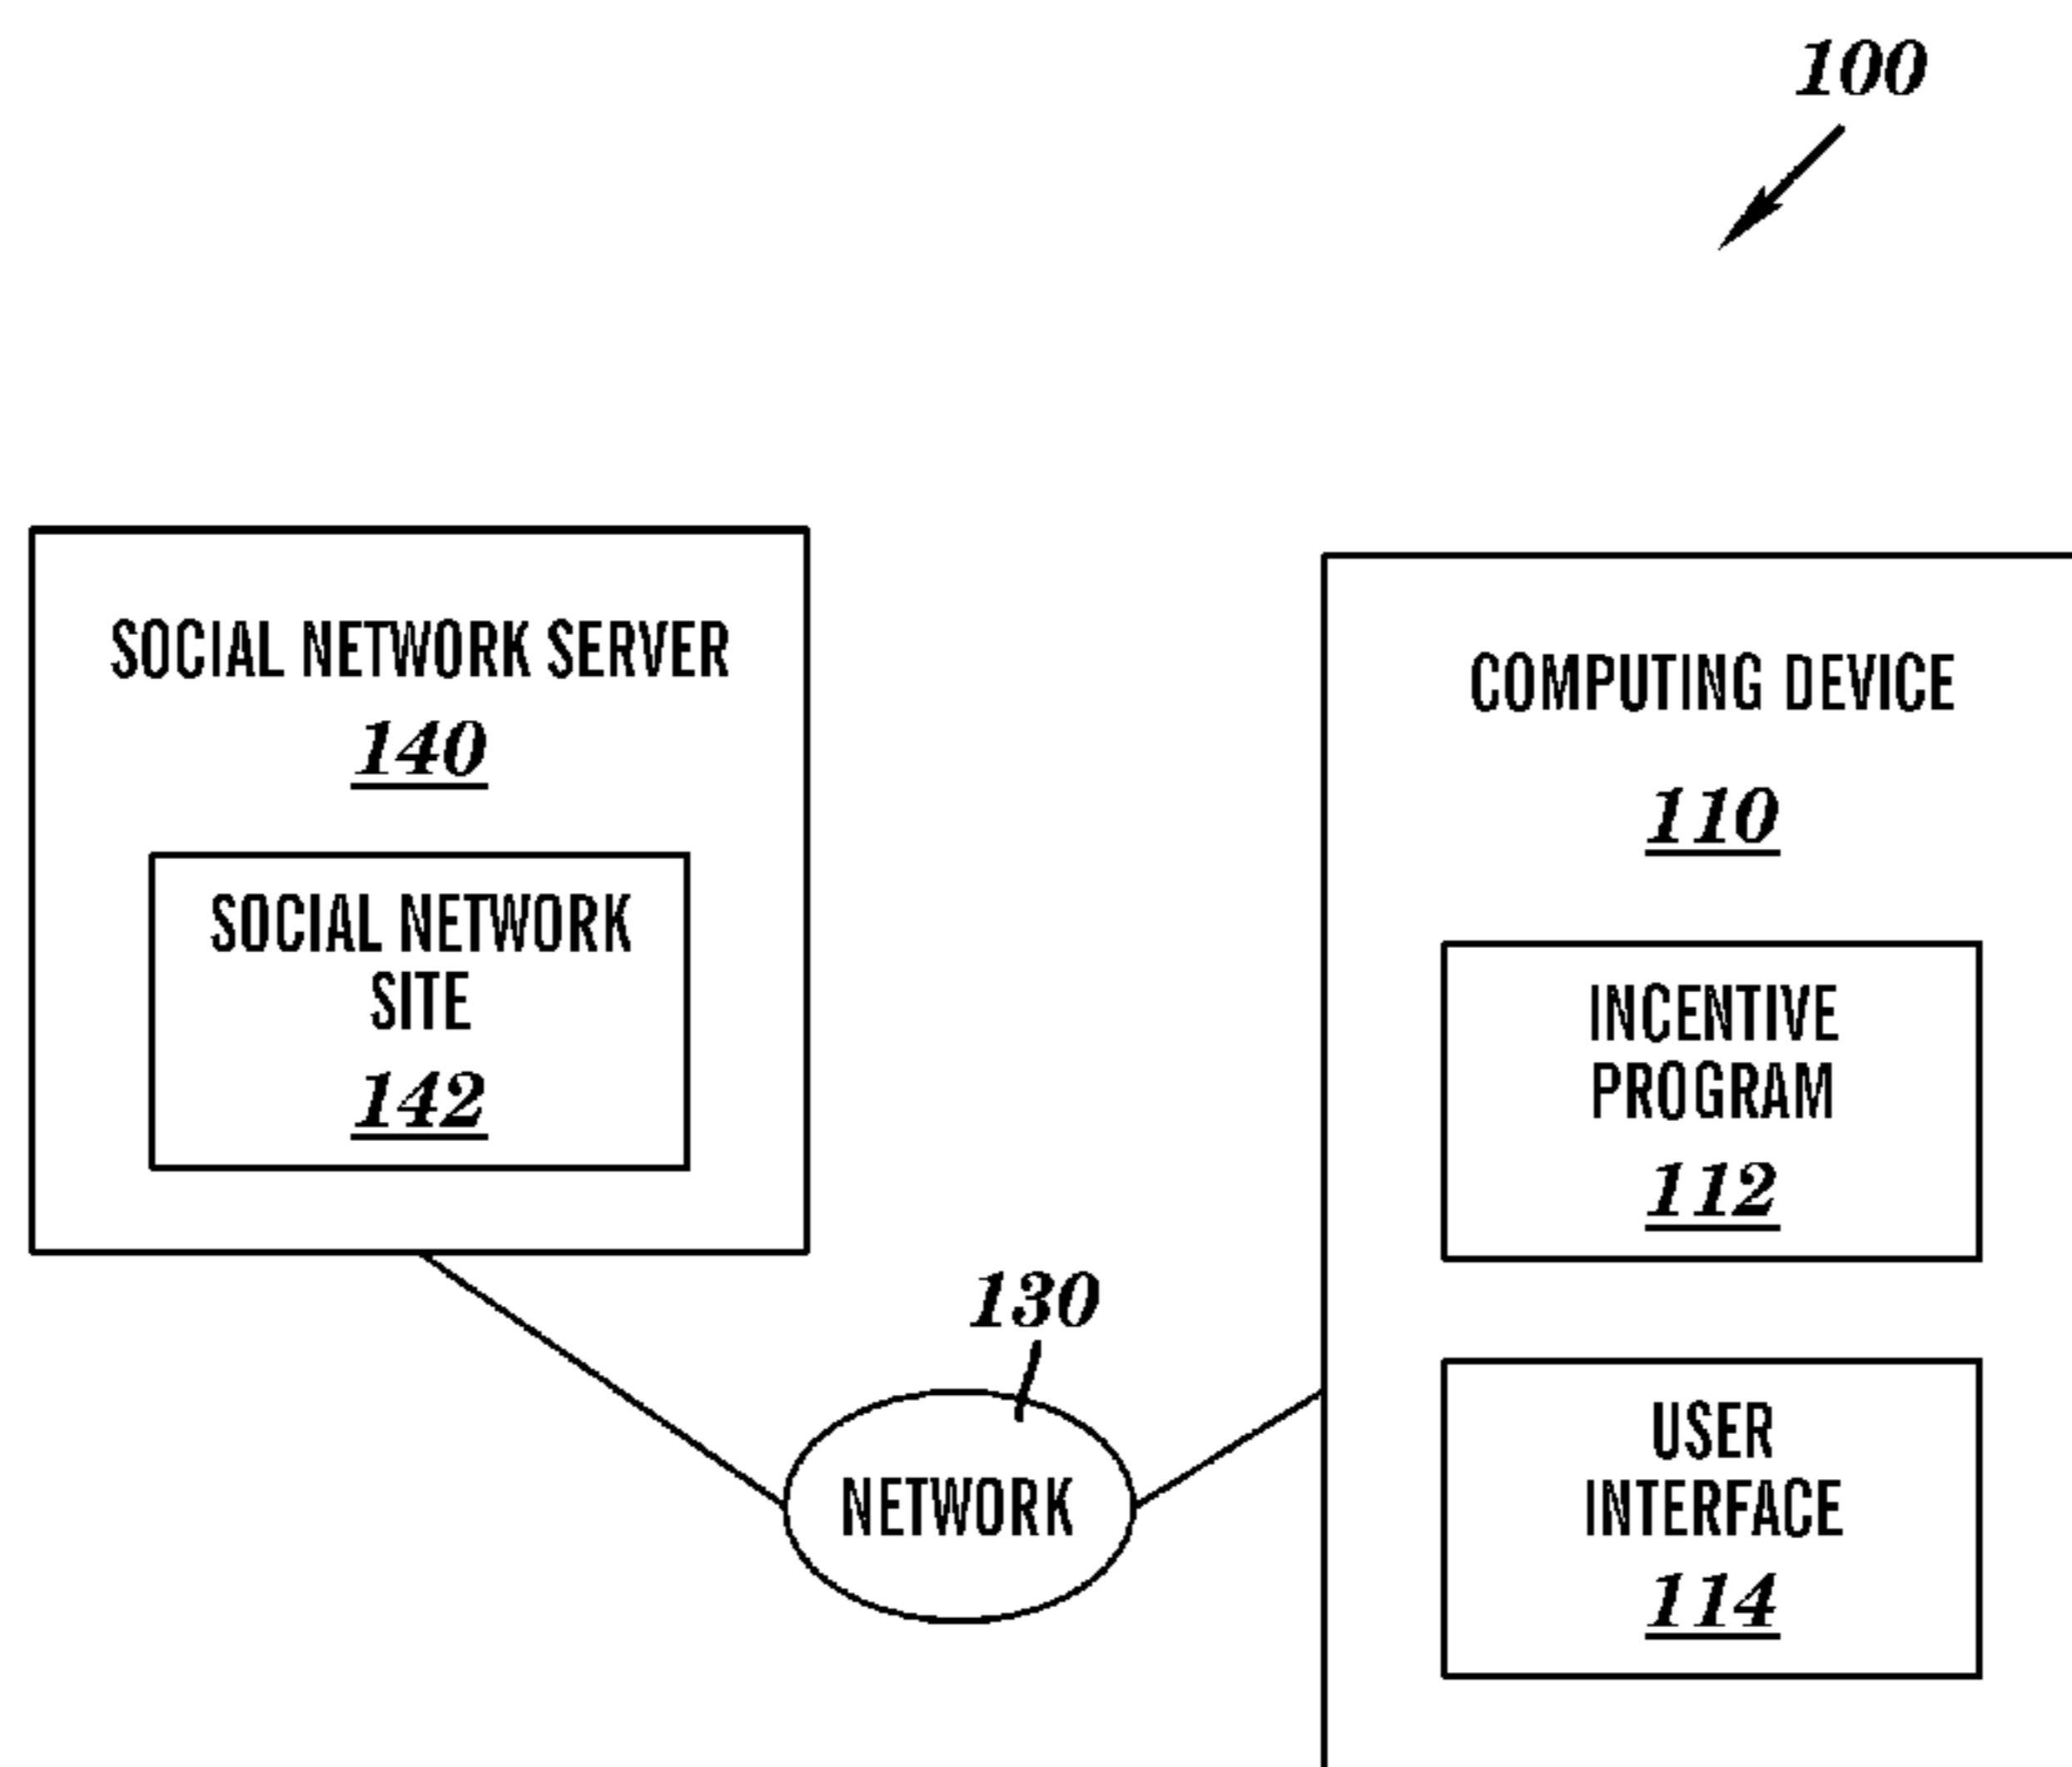 100
SOCIAL NETWORK SERVER
140
SOCIAL NETWORK
SITE
142
COMPUTING DEVICE
110
INCENTIVE
PROGRAM
112
USER
INTERFACE
114
130
NETWORK